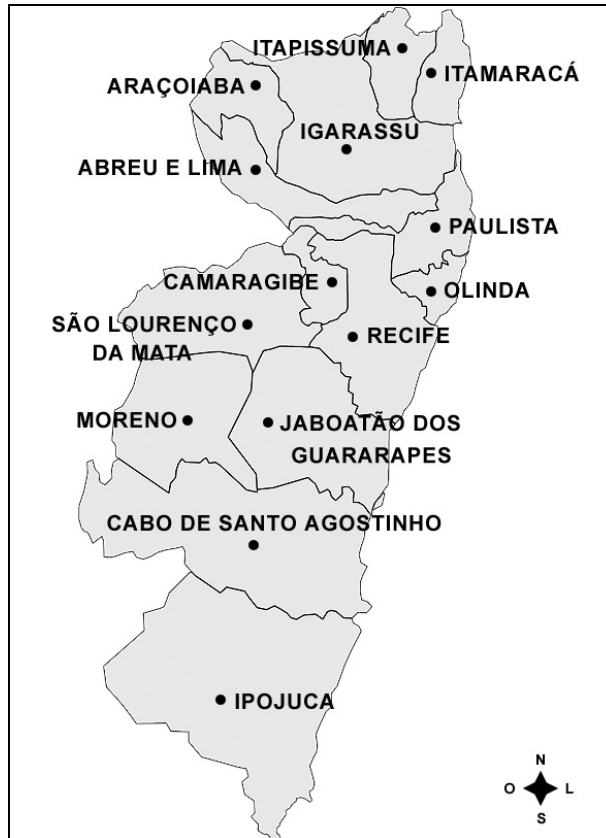 ITAPISSUMA
ITAMARACÁ
ARAÇOIABA
IGARASSU
ABREU E LIMA
PAULISTA
CAMARAGIBE
OLINDA
SÃO LOURENÇO
DA MATA
RECIFE
MORENO
JABOATÃO DOS
GUARARAPES
CABO DE SANTO AGOSTINHO
IPOJUCA
N
O L
S